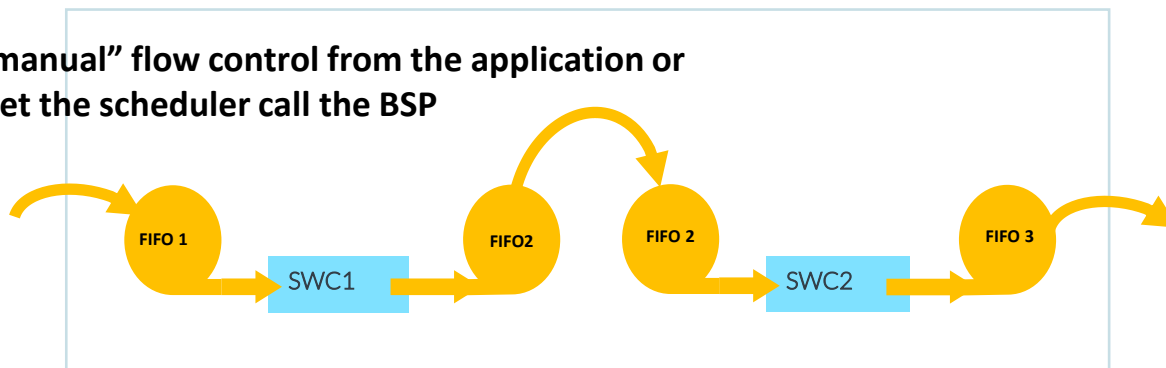 manual” flow control from the application or
et the scheduler call the BSP
FIFO 1
FIFO2
FIFO 2
FIFO 3
SWC1
SWC2